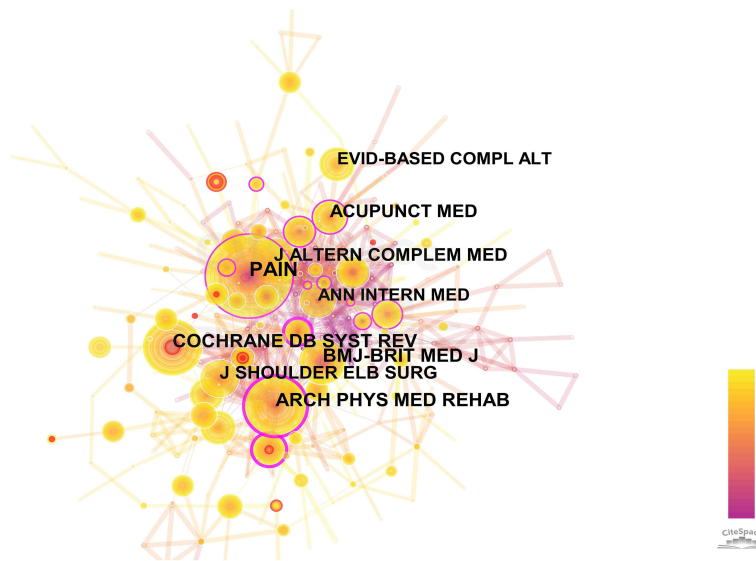 EVID-BASED COMPL ALT
ACUPUNCT MED
J ALTERN COMPLEM MED
PAIN
ANN INTERN MED
COCHRANE DB SYST REV
BMJ-BRIT MED J
J SHOULDER ELB SURG
ARCH PHYS MED REHAB